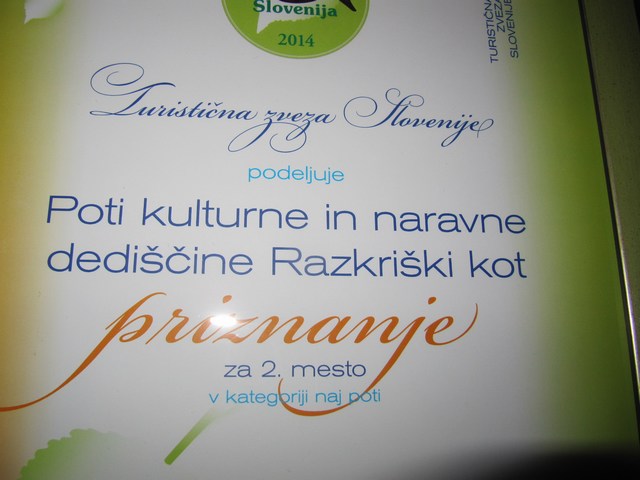 Slovenija
2014
TURISTIČNA
ZVEZA
SLOVENIJE
Turistična zveza Slovenije
podeljuje
Poti kulturne in naravne
dediščine Razkriški kot
priznanje
za 2. mesto
v kategoriji naj poti